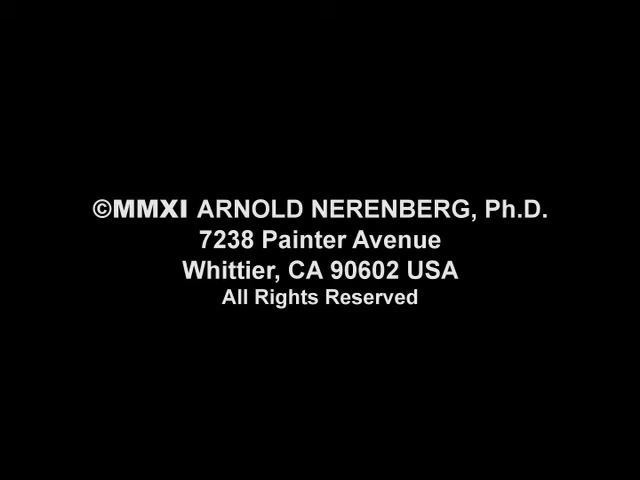 ©MMXI ARNOLD NERENBERG, Ph.D.
7238 Painter Avenue
Whittier, CA 90602 USA
All Rights Reserved